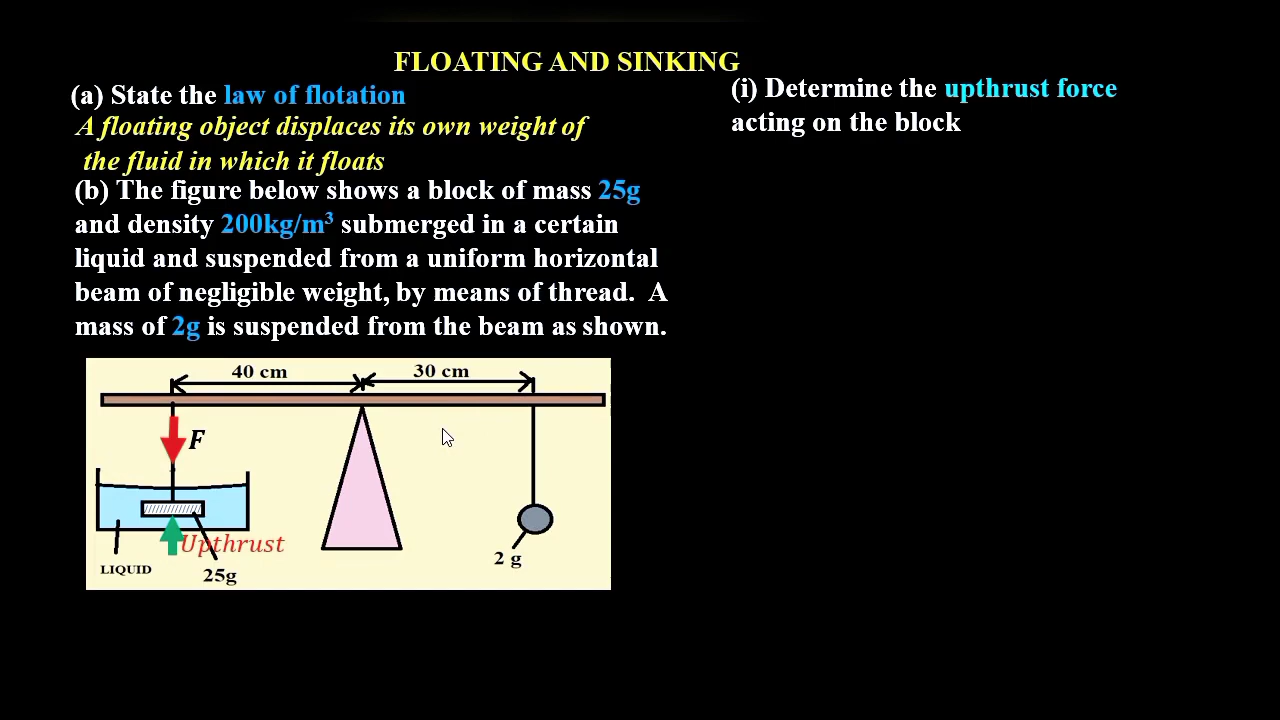 FLOATING AND SINKING
(a) State the law of flotation
A floating object displaces its own weight of
the fluid in which it floats
(b) The figure below shows a block of mass 25g
and density 200kg/m³ submerged in a certain
liquid and suspended from a uniform horizontal
beam of negligible weight, by means of thread. A
mass of 2g is suspended from the beam as shown.
40 cm
30 cm
F
Upthrust
LIQUID
25g
2 g
(i) Determine the upthrust force
acting on the block